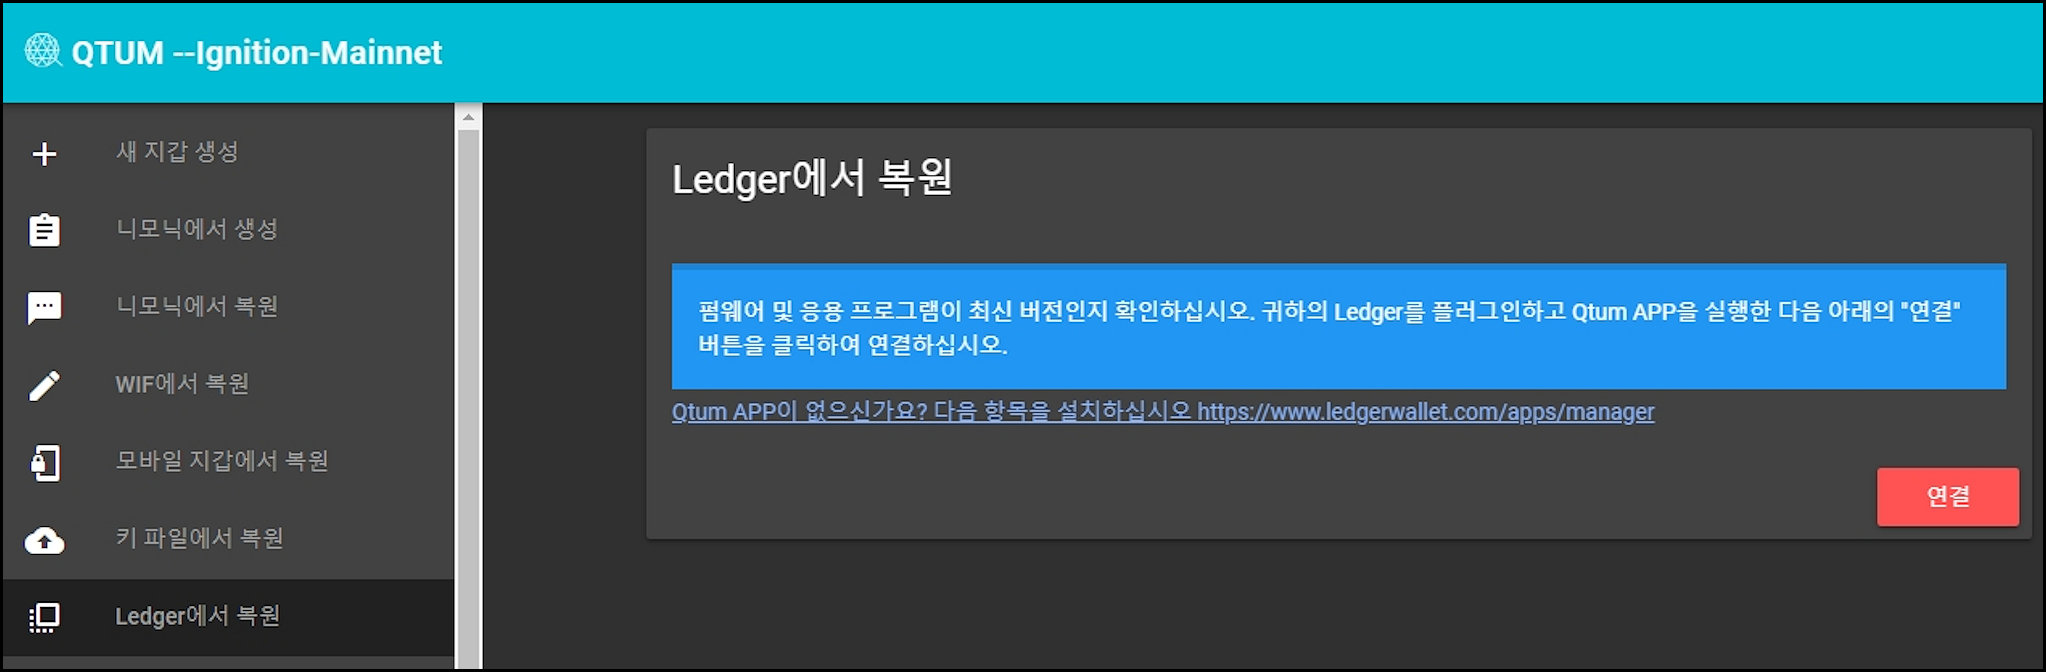 QTUM --Ignition-Mainnet
새 지갑 생성
니모닉에서 생성
니모닉에서 복원
WIF에서 복원
모바일 지갑에서 복원
키 파일에서 복원
Ledger에서 복원
Ledger에서 복원
펌웨어 및 응용 프로그램이 최신 버전인지 확인하십시오. 귀하의 Ledger를 플러그인하고 Qtum APP을 실행한 다음 아래의 "연결"
버튼을 클릭하여 연결하십시오.
Qtum APP이 없으신가요? 다음 항목을 설치하십시오 https://www.ledgerwallet.com/apps/manager
연결